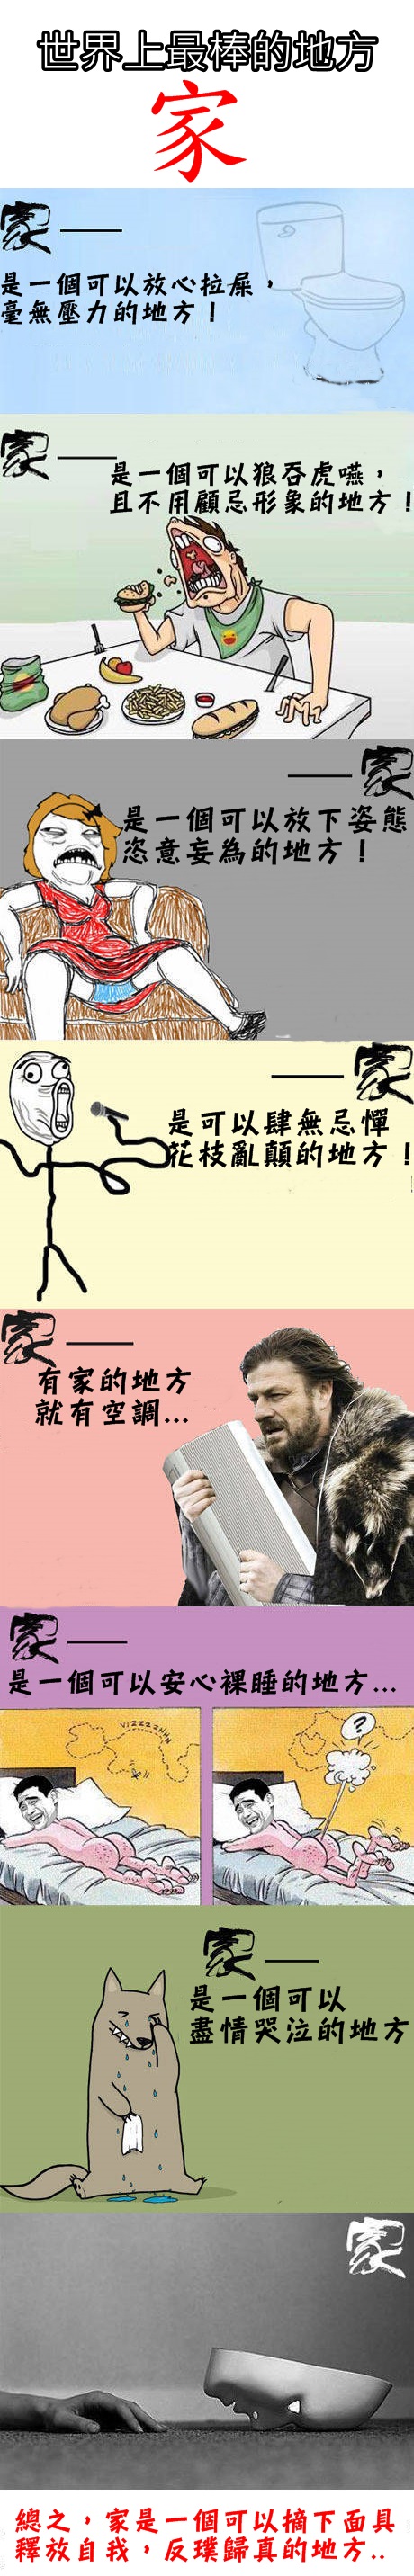 世界上最棒的地方
家
家——
是一個可以放心拉屎，
毫無壓力的地方！
家——
是一個可以狼吞虎嚥，
且不用顧忌形象的地方！
——家
是一個可以放下姿態
恣意妄為的地方！
——家
是可以肆無忌憚
花枝亂顛的地方！
家——
有家的地方
就有空調...
家——
是一個可以安心裸睡的地方...
VIZZZZNN
?
家——
是一個可以
盡情哭泣的地方
家
總之，家是一個可以摘下面具
釋放自我，反璞歸真的地方..